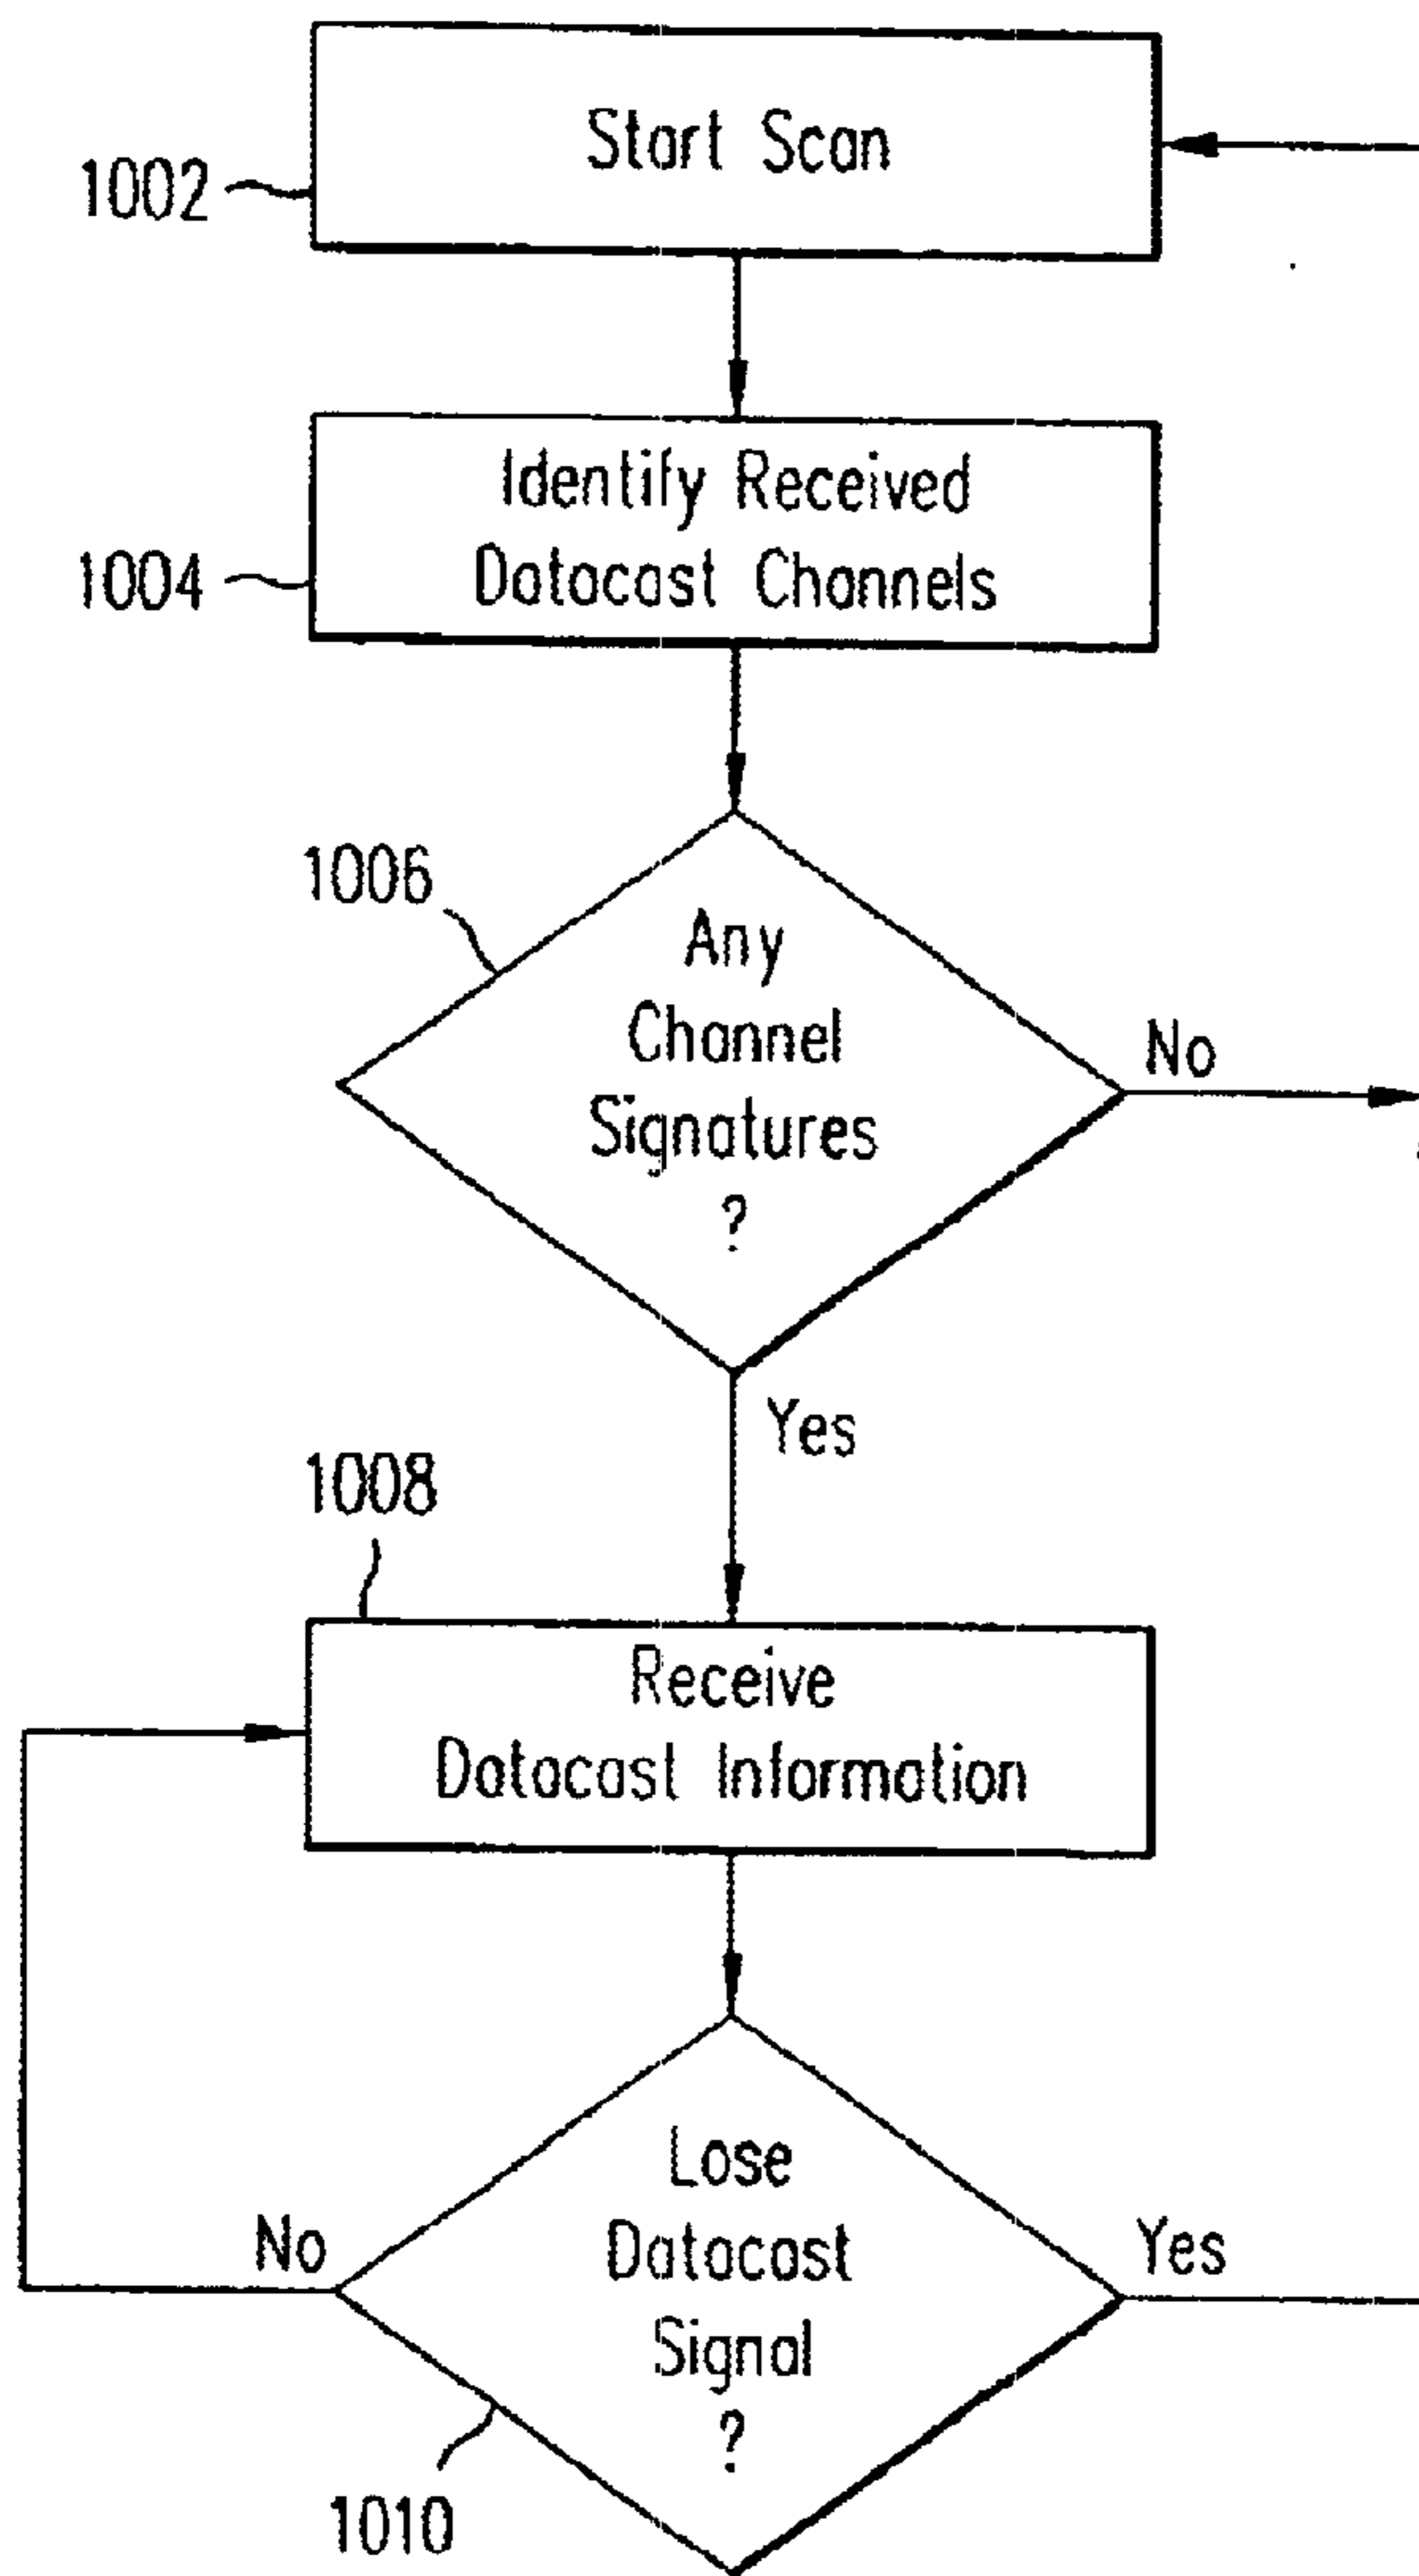 Start Scan
1002
Identify Received
Datacast Channels
1004
1006
Any
Channel
Signatures
?
No
Yes
1008
Receive
Datacast Information
Lose
Datacast
Signal
?
No
Yes
1010